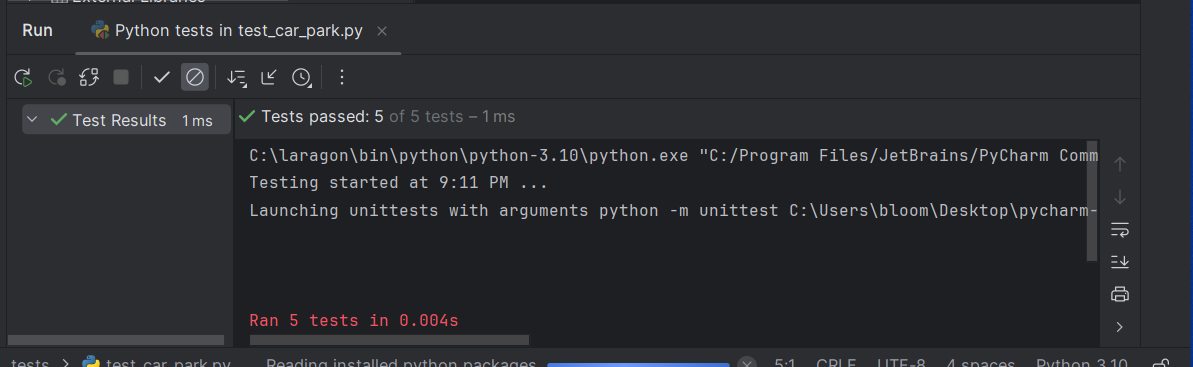 External Libraries
Run Python tests in test_car_park.py
Test Results 1 ms
Tests passed: 5 of 5 tests – 1 ms
C:\laragon\bin\python\python-3.10\python.exe "C:/Program Files/JetBrains/PyCharm Comm
Testing started at 9:11 PM ...
Launching unittests with arguments python -m unittest C:\Users\bloom\Desktop\pycharm-
Ran 5 tests in 0.004s
tests > test_car_park.py Reading installed python packages 5:1 CRLF UTF-8 4 spaces Python 3.10